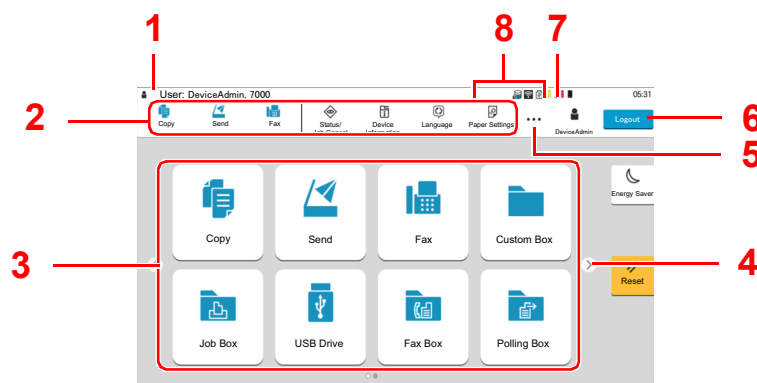 1
8
7
User: DeviceAdmin, 7000
05:31
2
Copy
Send
Fax
Status/
Device
Language
Paper Settings
DeviceAdmin
Logout
6
5
Energy Saver
Copy
Send
Fax
Custom Box
3
4
Reset
Job Box
USB Drive
Fax Box
Polling Box